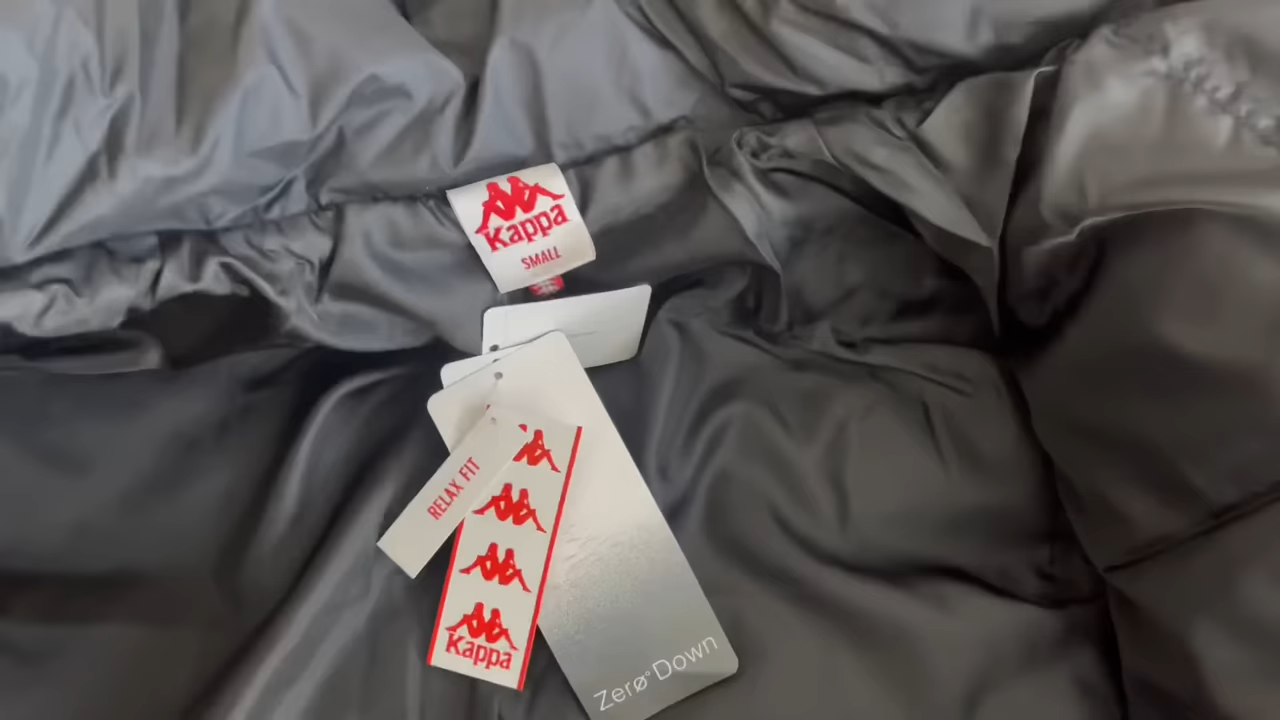 Kappa
SMALL
RELAX FIT
Kappa
Zerø°Down